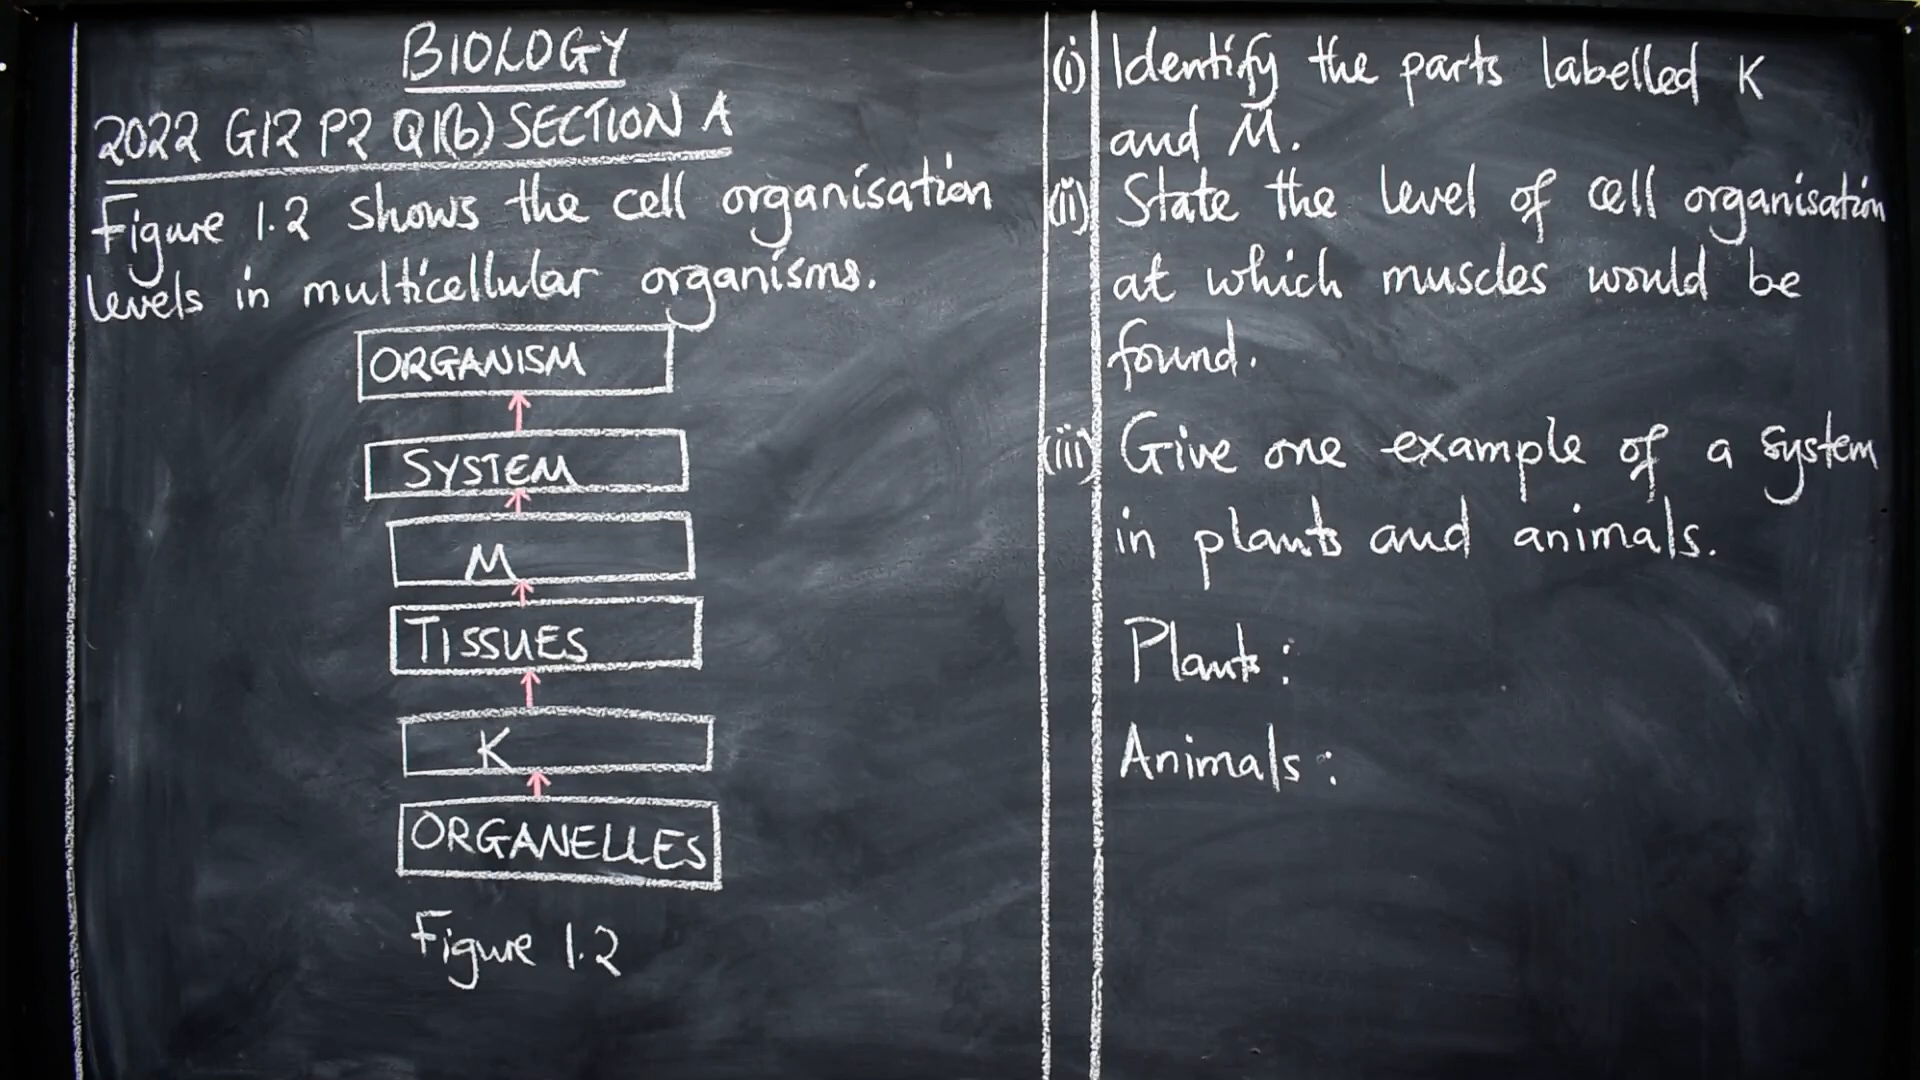 BIOLOGY
2022 G12 P2 Q1(b) SECTION A
Figure 1.2 shows the cell organisation
levels in multicellular organisms.
ORGANISM
SYSTEM
M
TISSUES
K
ORGANELLES
Figure 1.2
(i) Identify the parts labelled K
and M.
(ii) State the level of cell organisation
at which muscles would be
found.
(iii) Give one example of a system
in plants and animals.
Plants:
Animals: